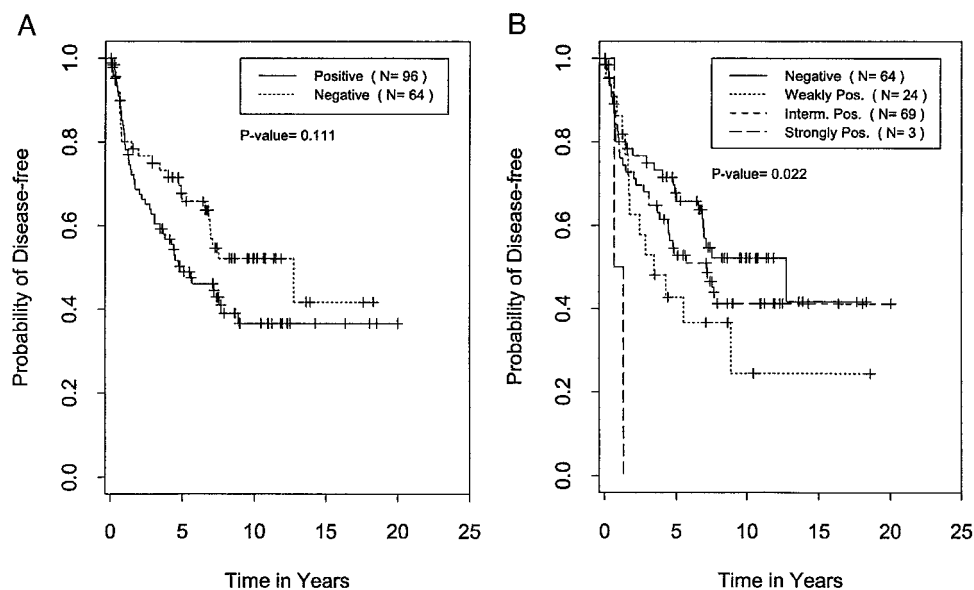 A
Probability of Disease-free
1.0
0.8
0.6
0.4
0.2
0.0
Positive ( N= 96 )
Negative ( N= 64 )
P-value= 0.111
0 5 10 15 20 25
Time in Years
B
Probability of Disease-free
1.0
0.8
0.6
0.4
0.2
0.0
Negative ( N= 64 )
Weakly Pos. ( N= 24 )
Interm. Pos. ( N= 69 )
Strongly Pos. ( N= 3 )
P-value= 0.022
0 5 10 15 20 25
Time in Years